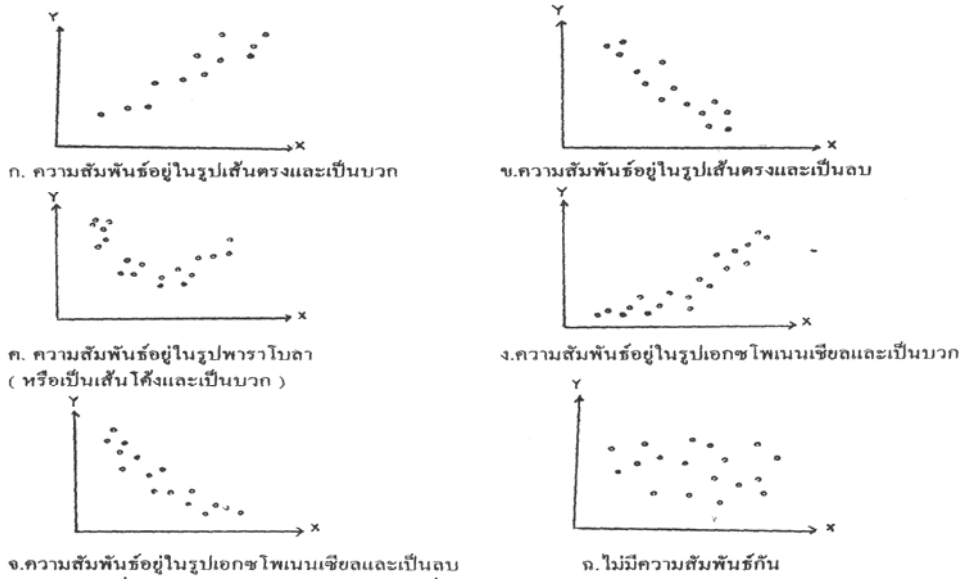 Y
X
ก. ความสัมพันธ์อยู่ในรูปเส้นตรงและเป็นบวก
Y
X
ข.ความสัมพันธ์อยู่ในรูปเส้นตรงและเป็นลบ
Y
X
ค. ความสัมพันธ์อยู่ในรูปพาราโบลา
( หรือเป็นเส้นโค้งและเป็นบวก )
Y
X
ง.ความสัมพันธ์อยู่ในรูปเอกซโพเนนเซียลและเป็นบวก
Y
X
จ.ความสัมพันธ์อยู่ในรูปเอกซโพเนนเซียลและเป็นลบ
Y
X
ฉ.ไม่มีความสัมพันธ์กัน